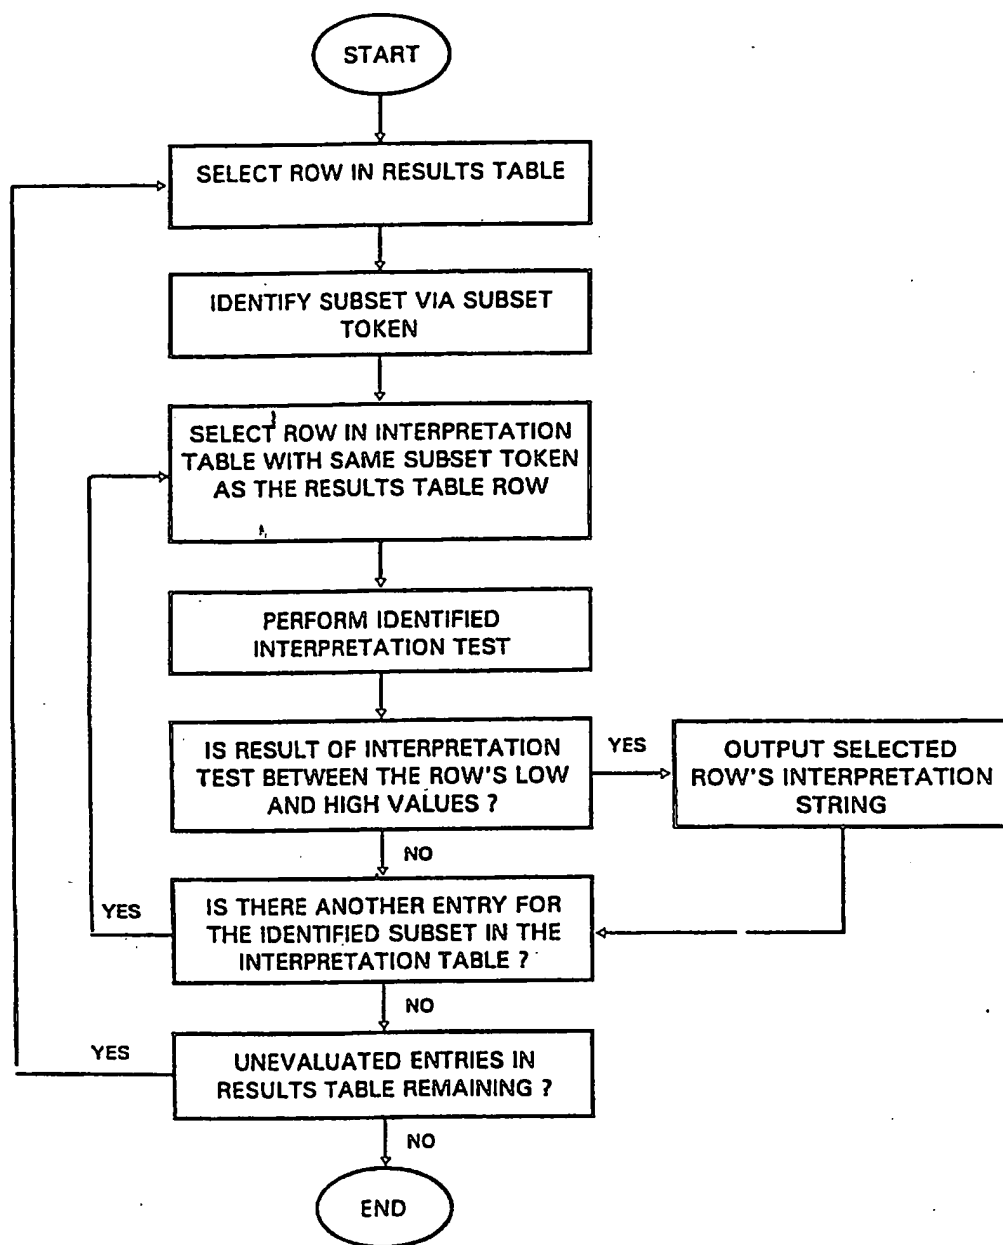 START
SELECT ROW IN RESULTS TABLE
IDENTIFY SUBSET VIA SUBSET
TOKEN
SELECT ROW IN INTERPRETATION
TABLE WITH SAME SUBSET TOKEN
AS THE RESULTS TABLE ROW
PERFORM IDENTIFIED
INTERPRETATION TEST
IS RESULT OF INTERPRETATION
TEST BETWEEN THE ROW'S LOW
AND HIGH VALUES ?
YES
OUTPUT SELECTED
ROW'S INTERPRETATION
STRING
NO
IS THERE ANOTHER ENTRY FOR
THE IDENTIFIED SUBSET IN THE
INTERPRETATION TABLE ?
YES
NO
UNEVALUATED ENTRIES IN
RESULTS TABLE REMAINING ?
YES
NO
END